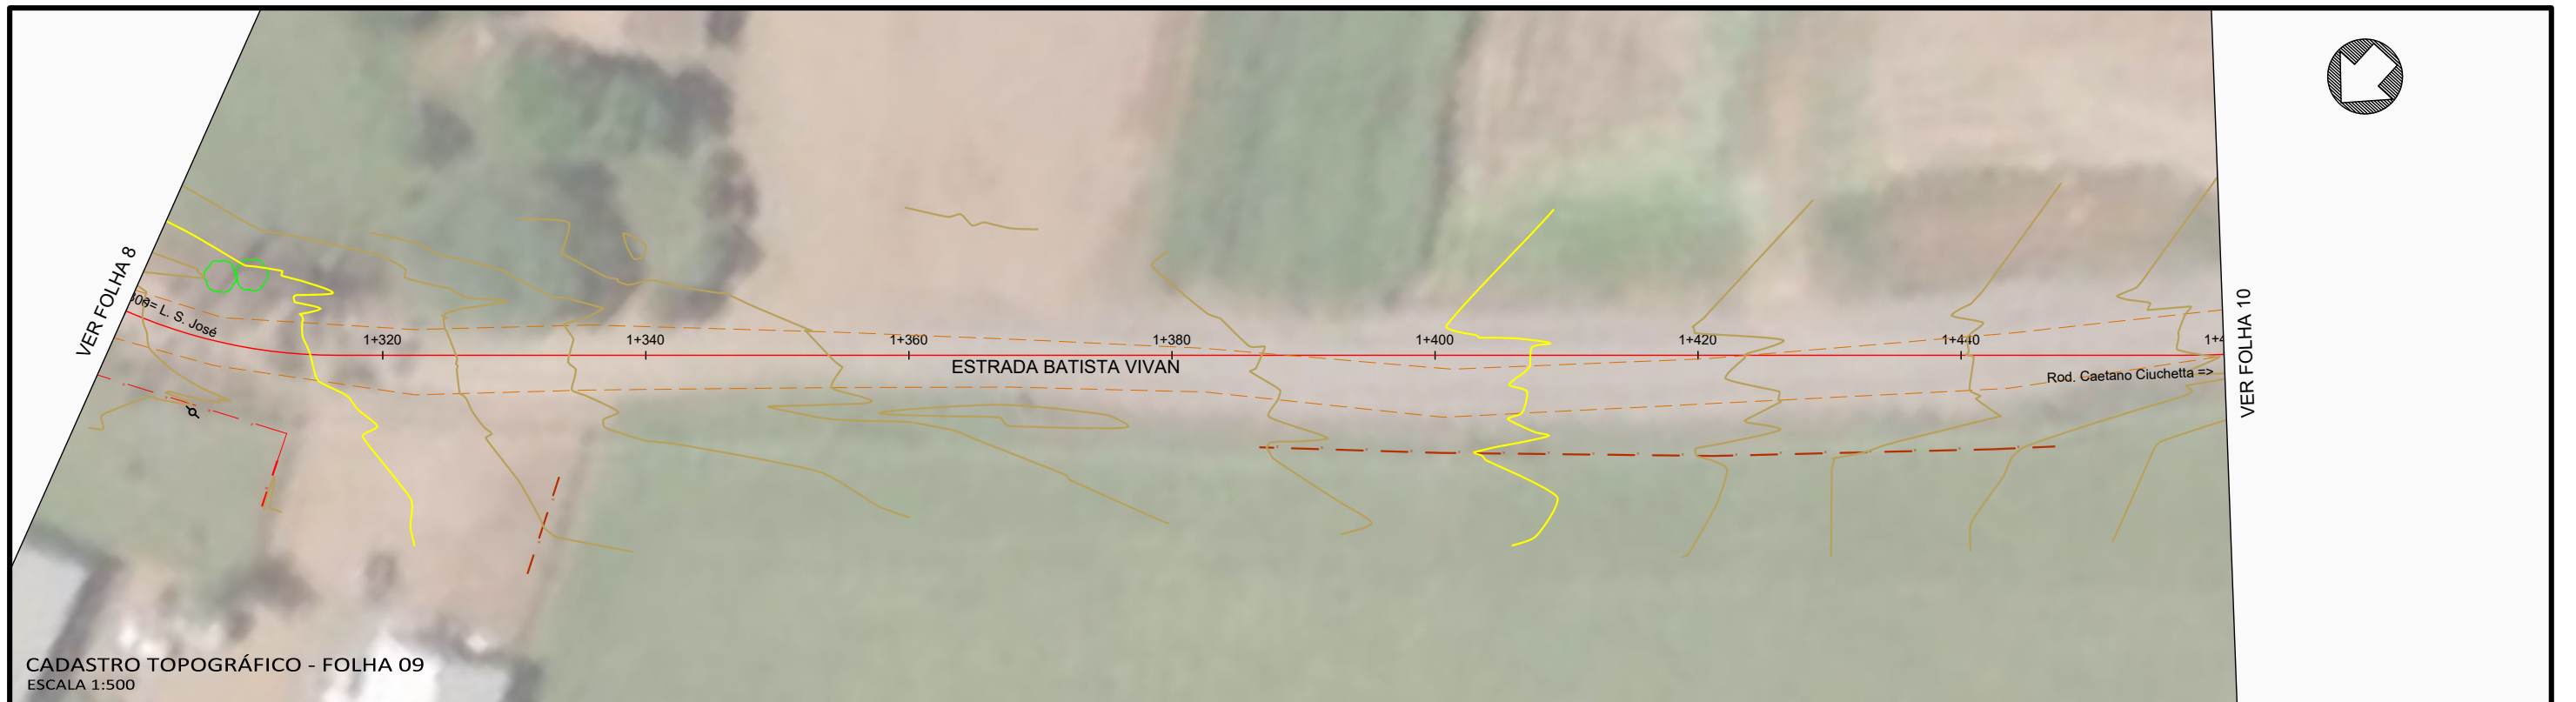 VER FOLHA 8
<= L. S. José
1+320
1+340
1+360
1+380
1+400
1+420
1+440
ESTRADA BATISTA VIVAN
Rod. Caetano Ciuchetta =>
VER FOLHA 10
CADASTRO TOPOGRÁFICO - FOLHA 09
ESCALA 1:500